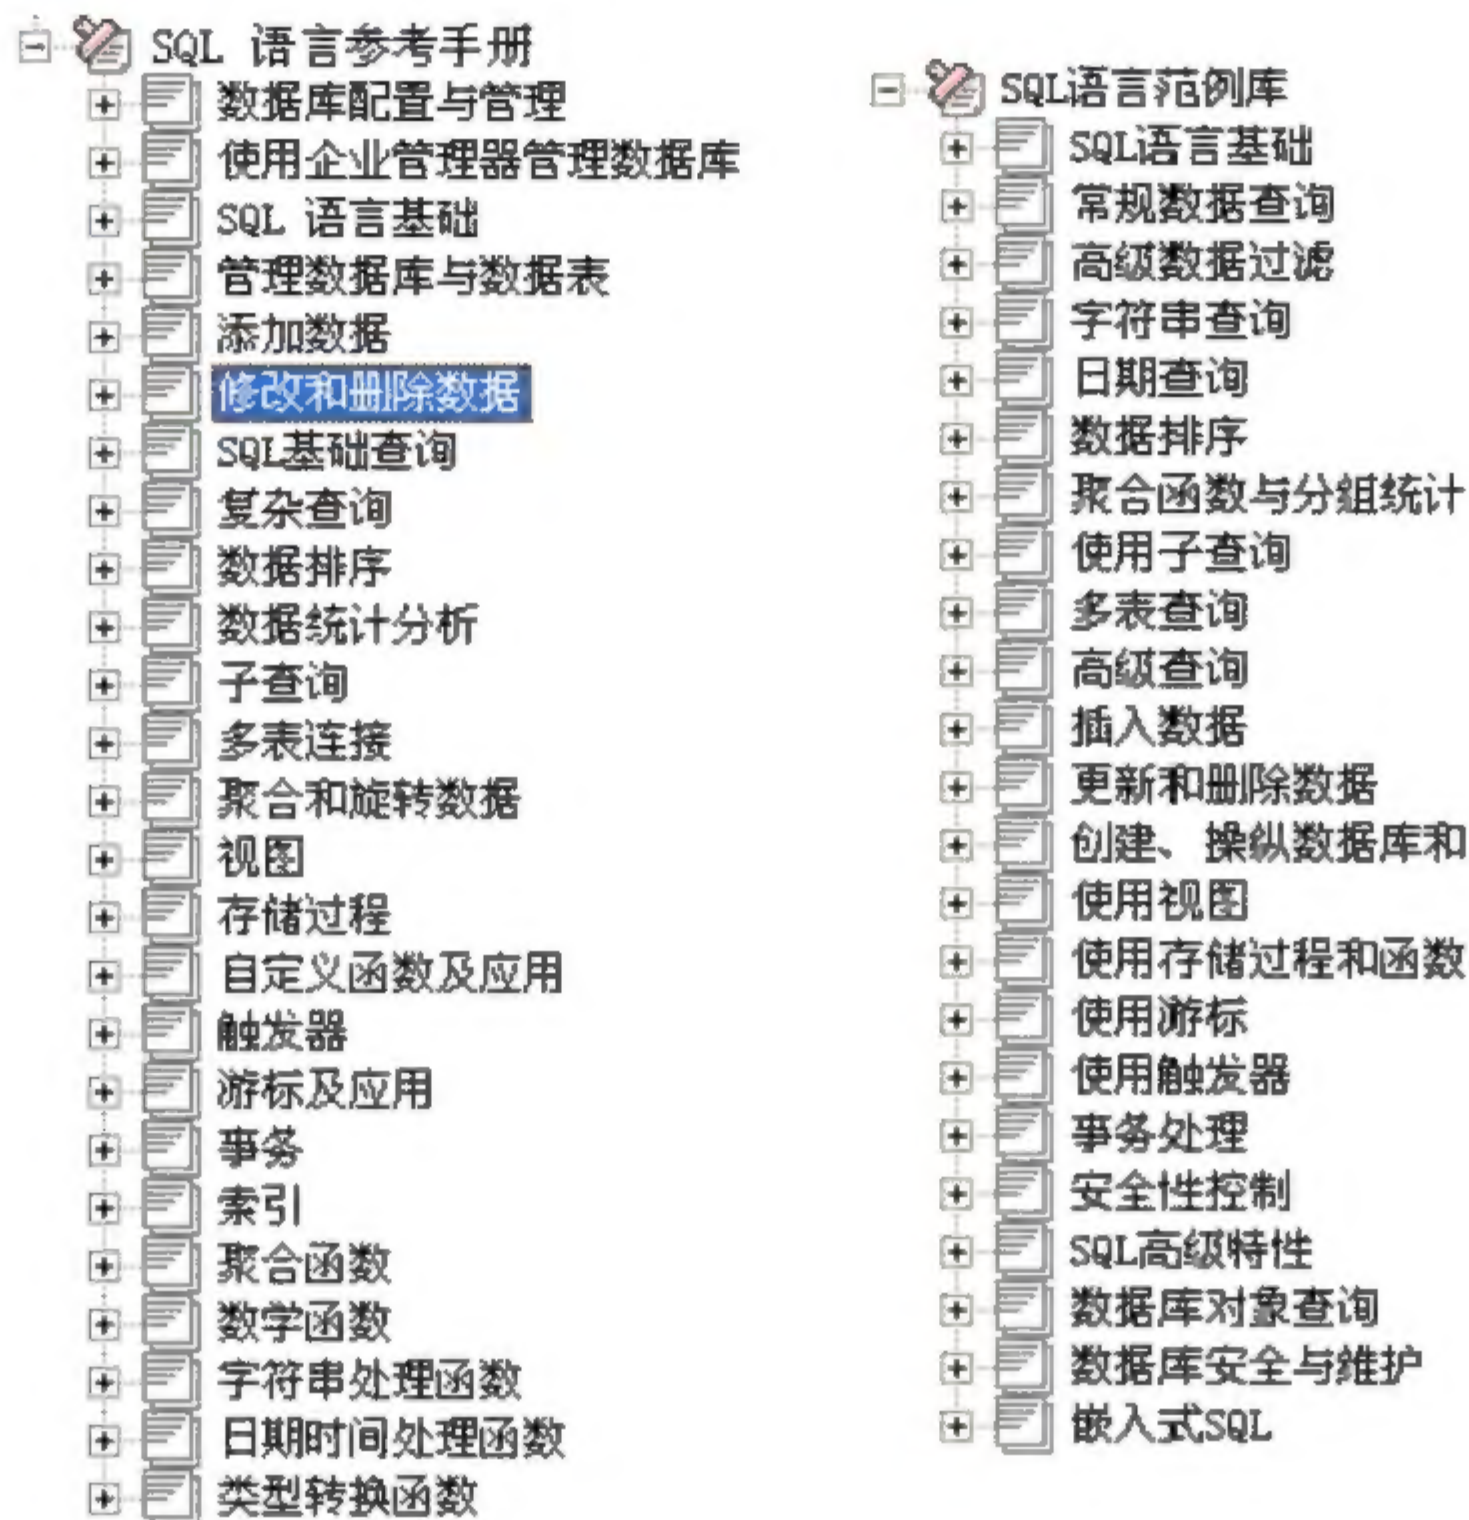 SQL 语言参考手册
数据库配置与管理
使用企业管理器管理数据库
SQL 语言基础
管理数据库与数据表
添加数据
修改和删除数据
SQL基础查询
复杂查询
数据排序
数据统计分析
子查询
多表连接
聚合和旋转数据
视图
存储过程
自定义函数及应用
触发器
游标及应用
事务
索引
聚合函数
数学函数
字符串处理函数
日期时间处理函数
类型转换函数
SQL语言范例库
SQL语言基础
常规数据查询
高级数据过滤
字符串查询
日期查询
数据排序
聚合函数与分组统计
使用子查询
多表查询
高级查询
插入数据
更新和删除数据
创建、操纵数据库和
使用视图
使用存储过程和函数
使用游标
使用触发器
事务处理
安全性控制
SQL高级特性
数据库对象查询
数据库安全与维护
嵌入式SQL